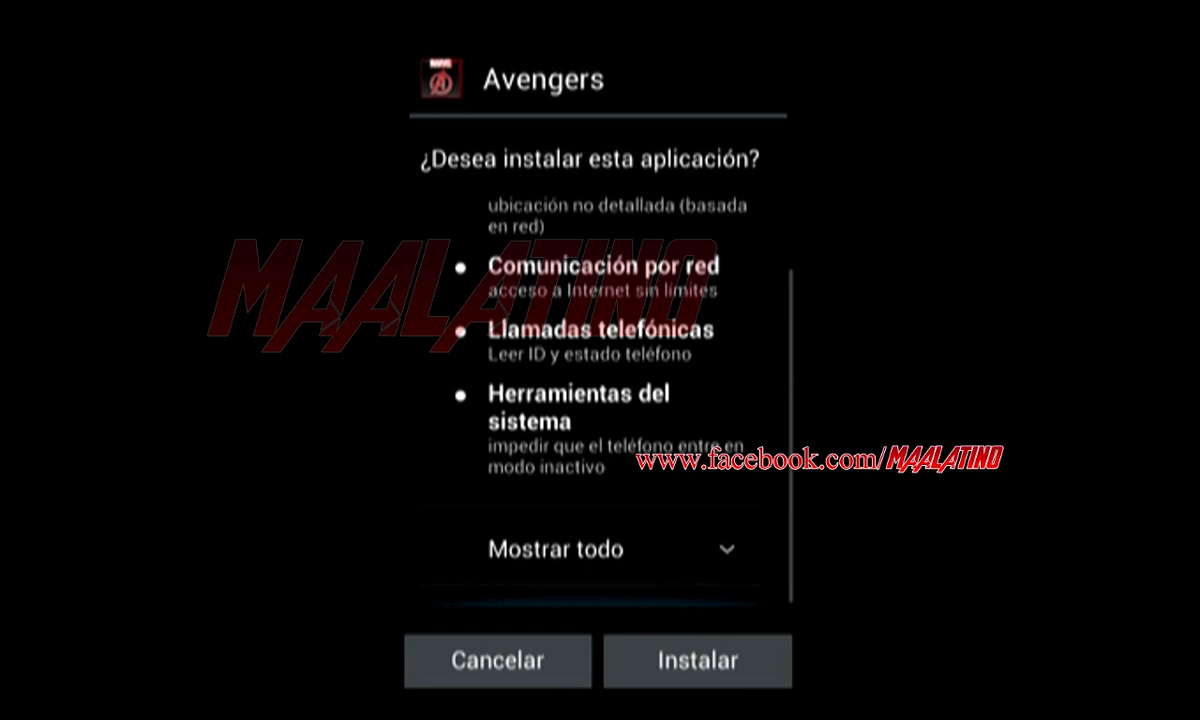 MARVEL
Avengers
¿Desea instalar esta aplicación?
ubicación no detallada (basada
en red)
MAALATINO
Comunicación por red
acceso a Internet sin límites
Llamadas telefónicas
Leer ID y estado teléfono
Herramientas del
sistema
impedir que el teléfono entre en
modo inactivo
www.facebook.com/MAALATINO
Mostrar todo
Cancelar
Instalar